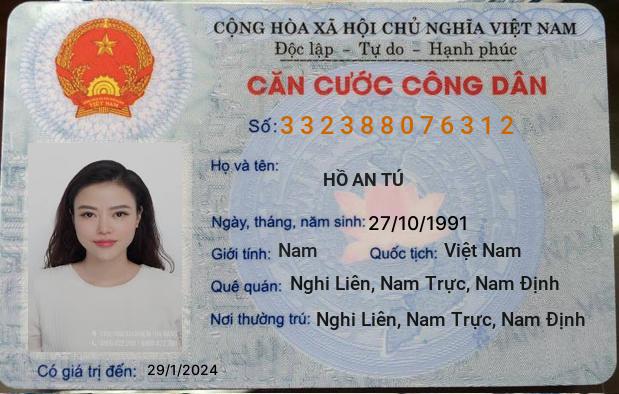 CỘNG HÒA XÃ HỘI CHỦ NGHĨA VIỆT NAM
Độc lập - Tự do - Hạnh phúc
CĂN CƯỚC CÔNG DÂN
VIỆT NAM
Số: 332388076312
Họ và tên:
HỒ AN TÚ
Ngày, tháng, năm sinh: 27/10/1991
Giới tính: Nam Quốc tịch: Việt Nam
Quê quán: Nghi Liên, Nam Trực, Nam Định
Nơi thường trú: Nghi Liên, Nam Trực, Nam Định
Có giá trị đến: 29/1/2024